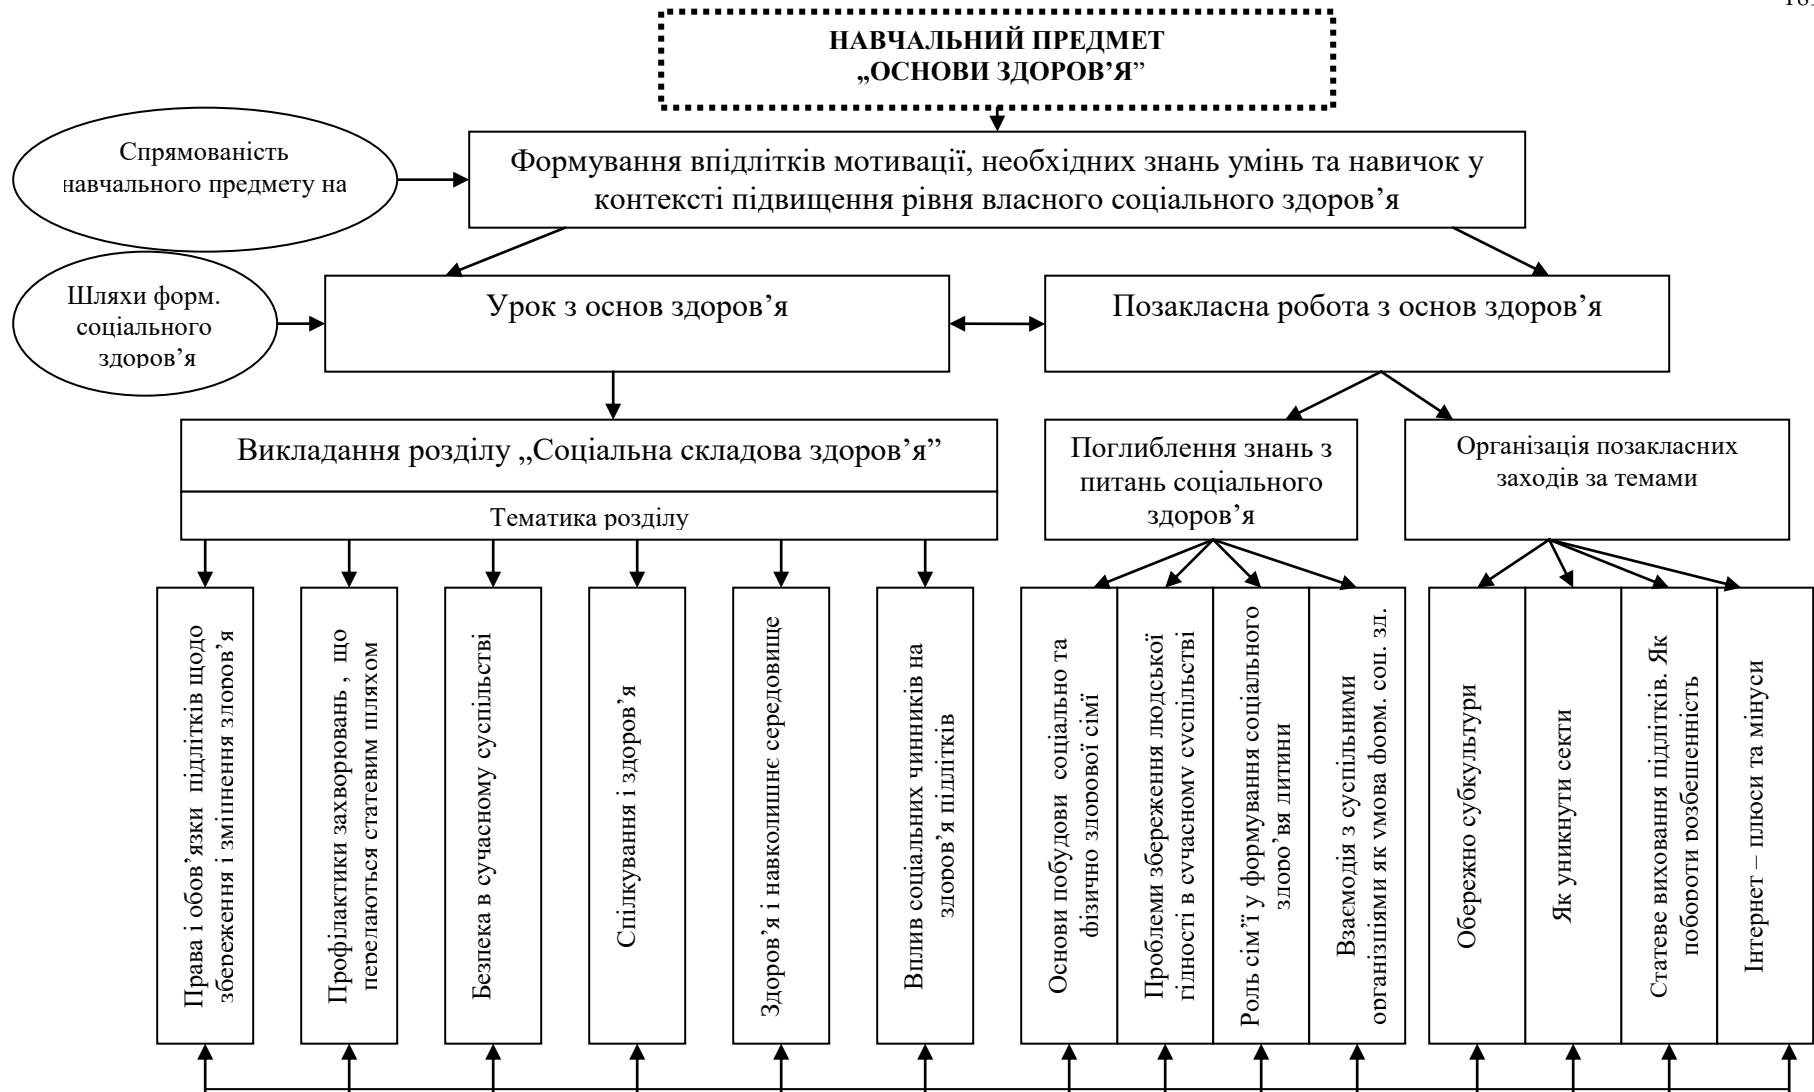 НАВЧАЛЬНИЙ ПРЕДМЕТ
„ОСНОВИ ЗДОРОВ’Я”
Спрямованість
навчального предмету на
Формування впідлітків мотивації, необхідних знань умінь та навичок у
контексті підвищення рівня власного соціального здоров’я
Шляхи форм.
соціального
здоров’я
Урок з основ здоров’я
Позакласна робота з основ здоров’я
Викладання розділу „Соціальна складова здоров’я”
Тематика розділу
Поглиблення знань з
питань соціального
здоров’я
Організація позакласних
заходів за темами
Права і обов’язки підлітків щодо
збереження і зміцнення здоров’я
Профілактики захворювань , що
передаються статевим шляхом
Безпека в сучасному суспільстві
Спілкування і здоров’я
Здоров’я і навколишнє середовище
Вплив соціальних чинників на
здоров’я підлітків
Основи побудови соціально та
фізично здорової сімї
Проблеми збереження людської
гідності в сучасному суспільстві
Роль сім’ї у формування соціального
здоро’вя дитини
Взаємодія з суспільними
організціями як умова форм. соц. зд.
Обережно субкультури
Як уникнути секти
Статеве виховання підлітків. Як
побороти розбешенність
Інтернет – плюси та мінуси